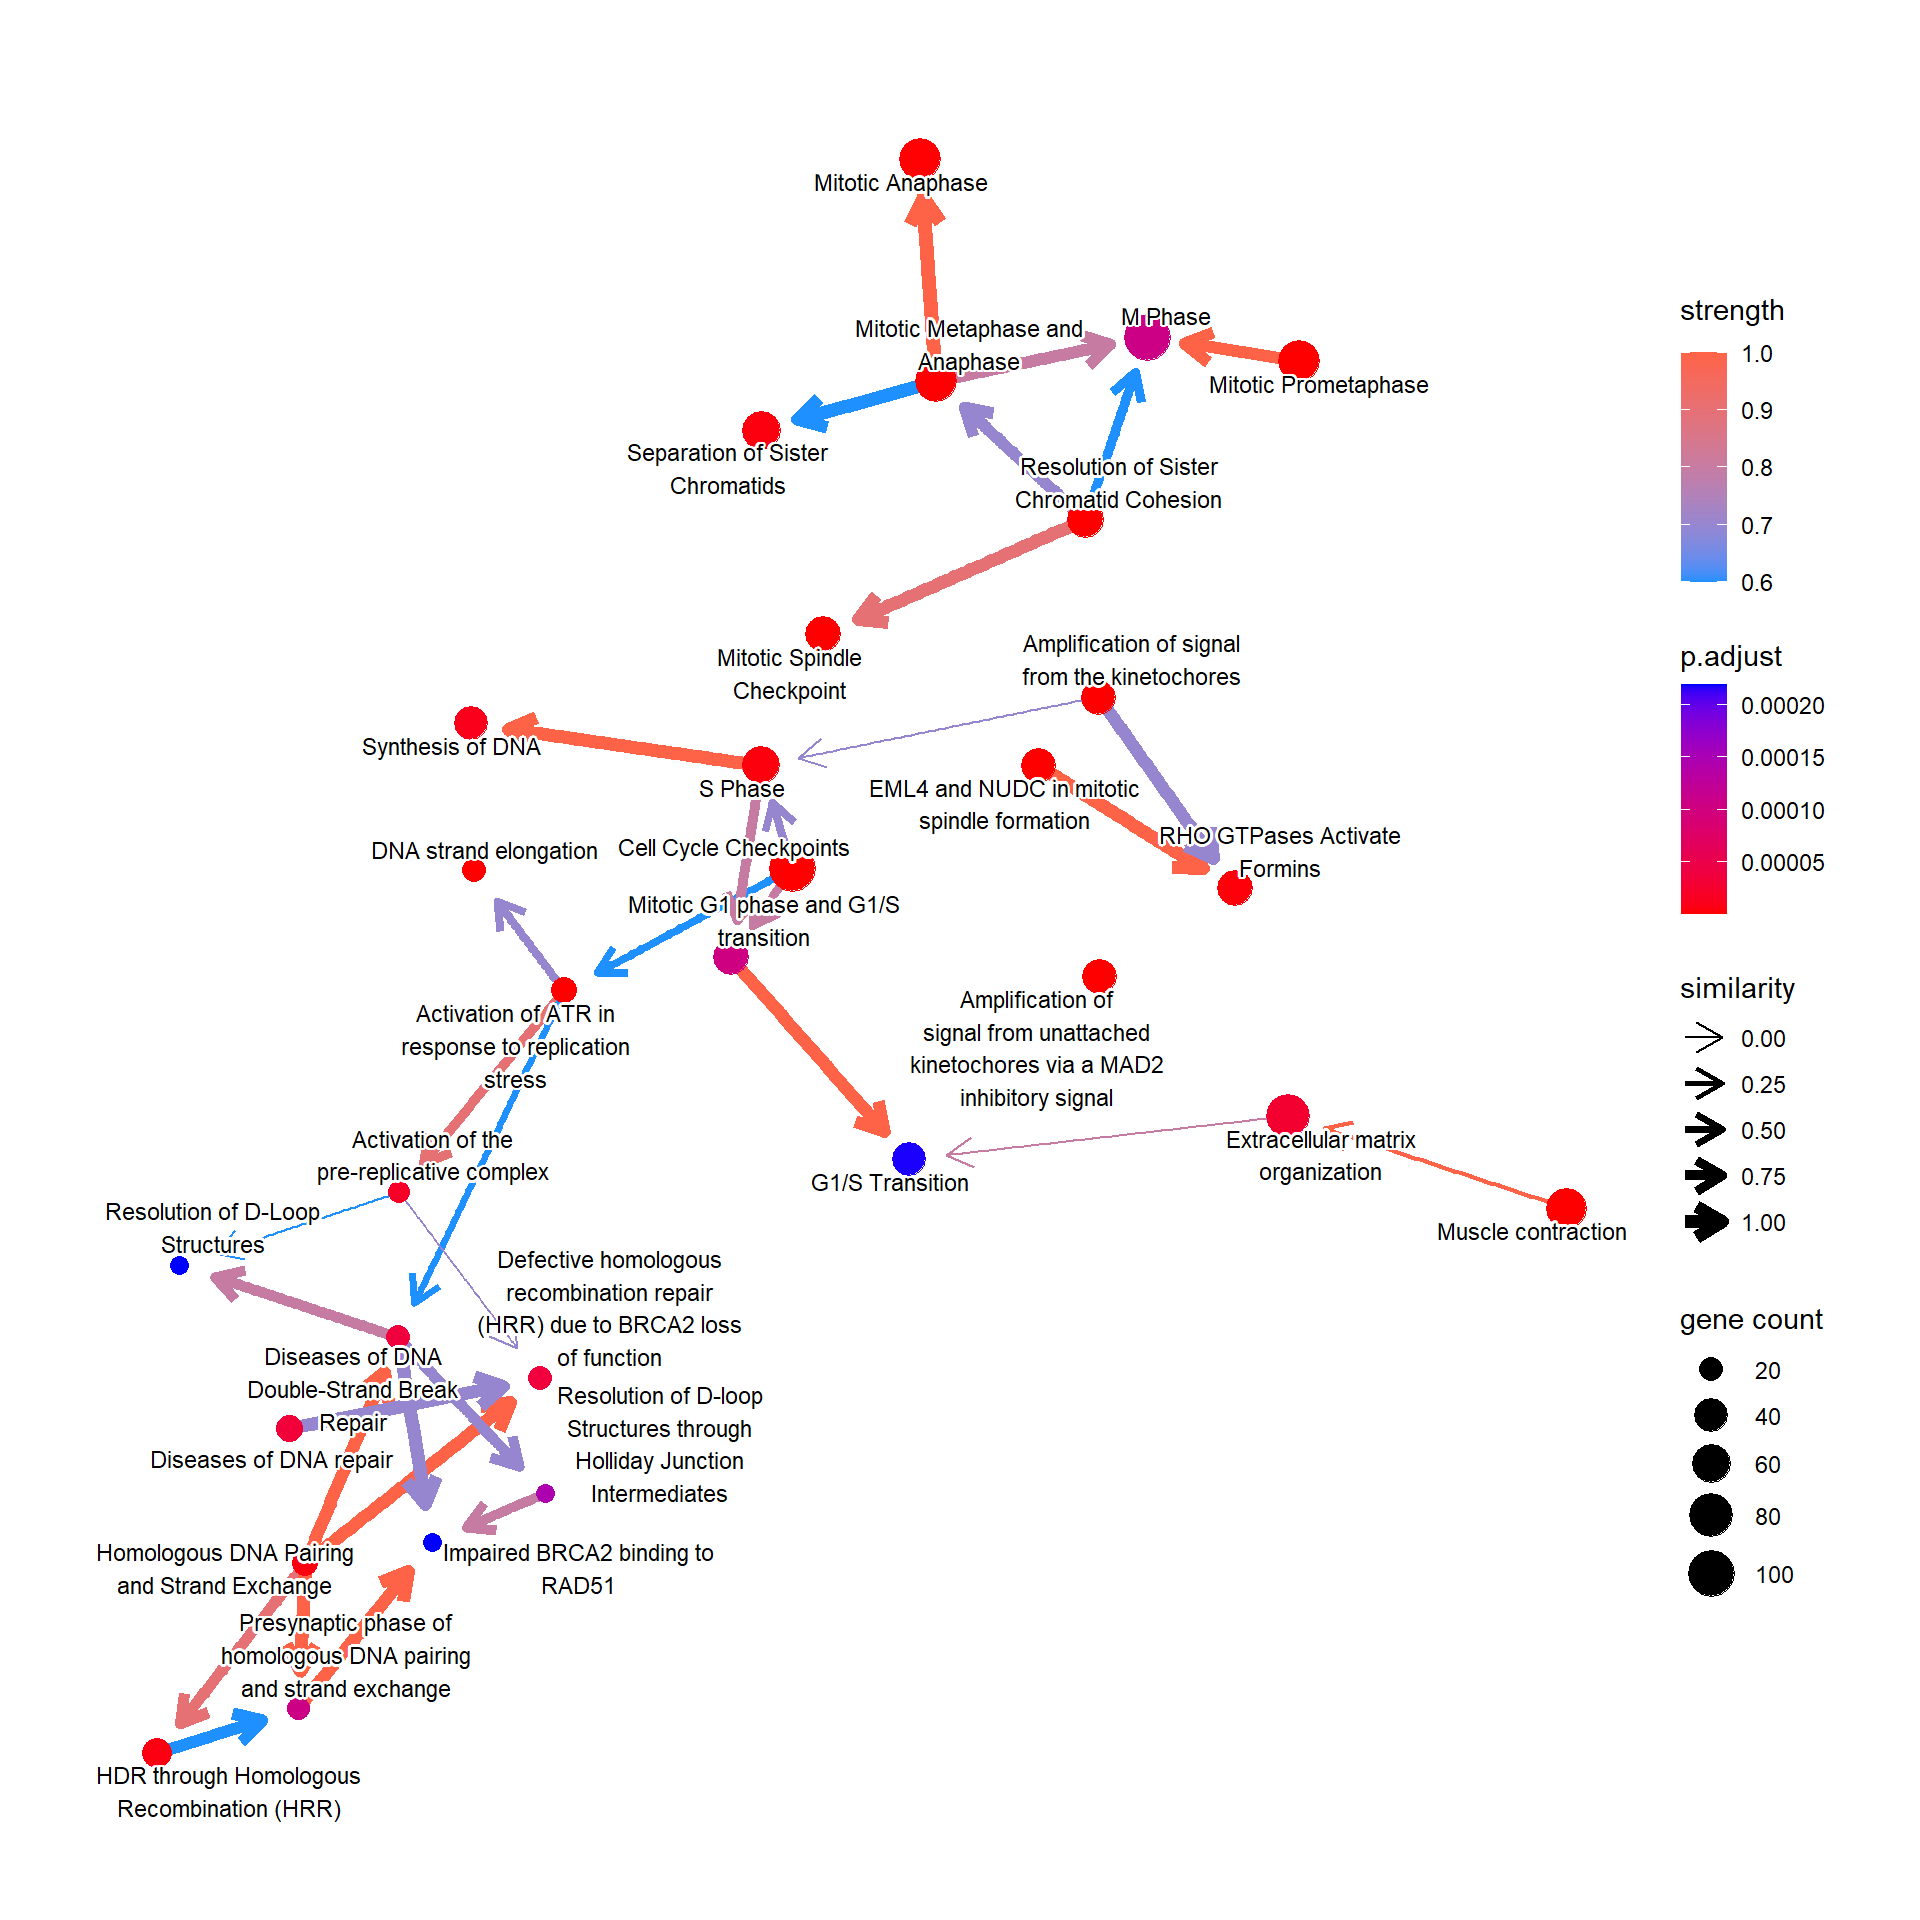 Mitotic Anaphase
M Phase
Mitotic Metaphase and
Anaphase
Mitotic Prometaphase
Separation of Sister
Chromatids
Resolution of Sister
Chromatid Cohesion
Mitotic Spindle
Checkpoint
Amplification of signal
from the kinetochores
Synthesis of DNA
S Phase
EML4 and NUDC in mitotic
spindle formation
RHO GTPases Activate
Formins
DNA strand elongation
Cell Cycle Checkpoints
Mitotic G1 phase and G1/S
transition
Activation of ATR in
response to replication
stress
Amplification of
signal from unattached
kinetochores via a MAD2
inhibitory signal
Activation of the
pre-replicative complex
G1/S Transition
Extracellular matrix
organization
Muscle contraction
Resolution of D-Loop
Structures
Defective homologous
recombination repair
(HRR) due to BRCA2 loss
of function
Diseases of DNA
Double-Strand Break
Repair
Diseases of DNA repair
Resolution of D-loop
Structures through
Holliday Junction
Intermediates
Homologous DNA Pairing
and Strand Exchange
Impaired BRCA2 binding to
RAD51
Presynaptic phase of
homologous DNA pairing
and strand exchange
HDR through Homologous
Recombination (HRR)
strength
1.0
0.9
0.8
0.7
0.6
p.adjust
0.00020
0.00015
0.00010
0.00005
similarity
0.00
0.25
0.50
0.75
1.00
gene count
20
40
60
80
100